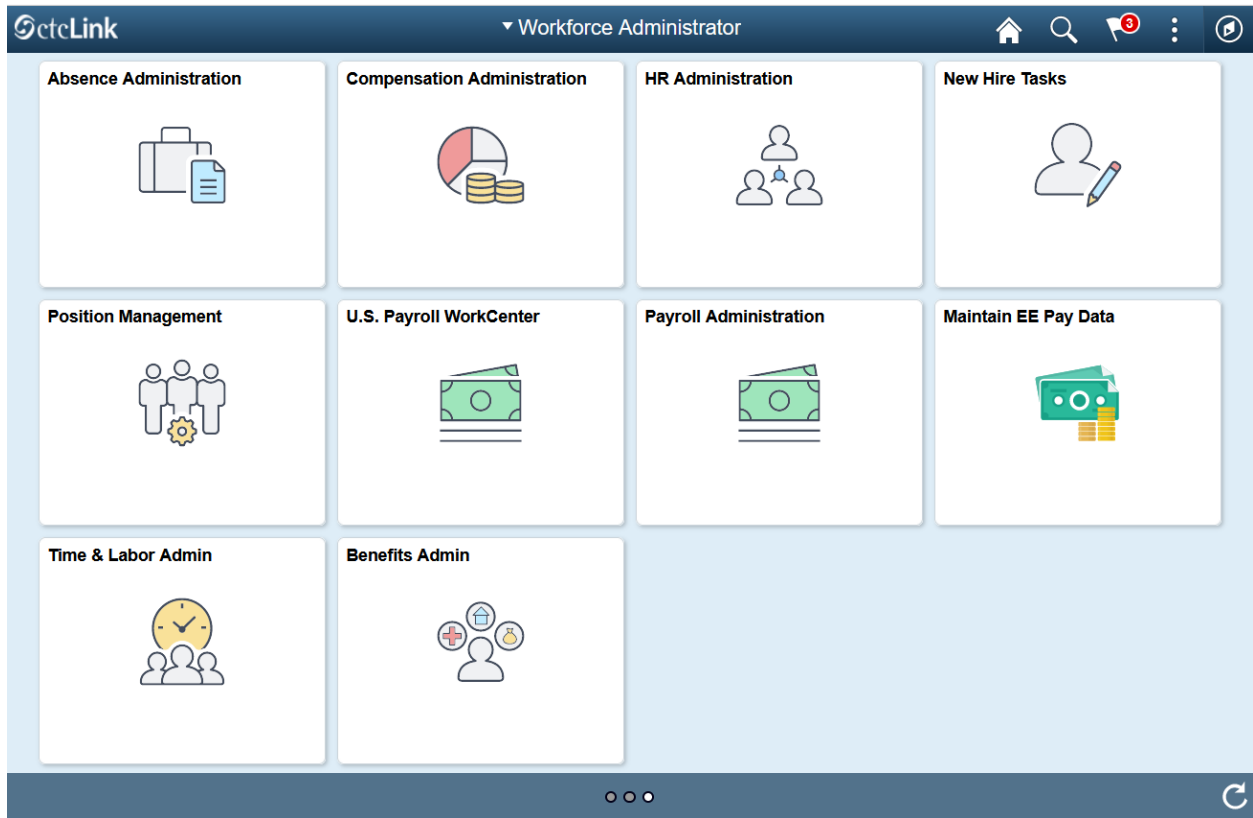 ctcLink
Workforce Administrator
3
Absence Administration
Compensation Administration
HR Administration
New Hire Tasks
Position Management
U.S. Payroll WorkCenter
Payroll Administration
Maintain EE Pay Data
Time & Labor Admin
Benefits Admin